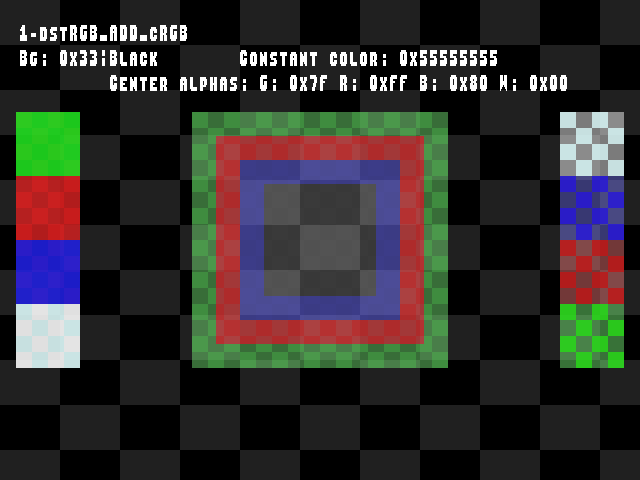 1-dstRGB_ADD_cRGB
Bg: 0x33¦Black Constant color: 0x55555555
Center alphas: G: 0x7f R: 0xff B: 0x80 W: 0x00